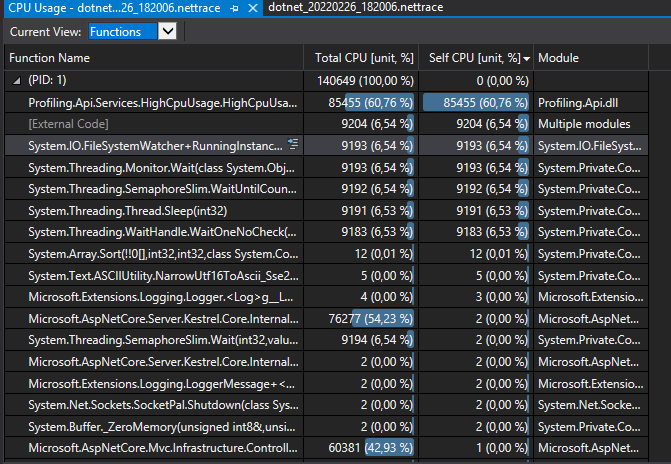 CPU Usage - dotnet...26_182006.nettrace dotnet_20220226_182006.nettrace
Current View: Functions
Function Name Total CPU [unit, %] Self CPU [unit, %] Module
(PID: 1) 140649 (100,00 %) 0 (0,00 %)
Profiling.Api.Services.HighCpuUsage.HighCpuUsa... 85455 (60,76 %) 85455 (60,76 %) Profiling.Api.dll
[External Code] 9204 (6,54 %) 9204 (6,54 %) Multiple modules
System.IO.FileSystemWatcher+RunningInstanc... 9193 (6,54 %) 9193 (6,54 %) System.IO.FileSyst...
System.Threading.Monitor.Wait(class System.Obj... 9193 (6,54 %) 9193 (6,54 %) System.Private.Co...
System.Threading.SemaphoreSlim.WaitUntilCoun... 9192 (6,54 %) 9192 (6,54 %) System.Private.Co...
System.Threading.Thread.Sleep(int32) 9191 (6,53 %) 9191 (6,53 %) System.Private.Co...
System.Threading.WaitHandle.WaitOneNoCheck(... 9183 (6,53 %) 9183 (6,53 %) System.Private.Co...
System.Array.Sort(!!0[],int32,int32,class System.Co... 12 (0,01 %) 12 (0,01 %) System.Private.Co...
System.Text.ASCIIUtility.NarrowUtf16ToAscii_Sse2... 5 (0,00 %) 5 (0,00 %) System.Private.Co...
Microsoft.Extensions.Logging.Logger.<Log>g__L... 4 (0,00 %) 3 (0,00 %) Microsoft.Extensio...
Microsoft.AspNetCore.Server.Kestrel.Core.Internal... 76277 (54,23 %) 2 (0,00 %) Microsoft.AspNet...
System.Threading.SemaphoreSlim.Wait(int32,valu... 9194 (6,54 %) 2 (0,00 %) System.Private.Co...
Microsoft.AspNetCore.Server.Kestrel.Core.Internal... 2 (0,00 %) 2 (0,00 %) Microsoft.AspNet...
Microsoft.Extensions.Logging.LoggerMessage+<... 2 (0,00 %) 2 (0,00 %) Microsoft.Extensio...
System.Net.Sockets.SocketPal.Shutdown(class Sys... 2 (0,00 %) 2 (0,00 %) System.Net.Socke...
System.Buffer._ZeroMemory(unsigned int8&,unsi... 2 (0,00 %) 2 (0,00 %) System.Private.Co...
Microsoft.AspNetCore.Mvc.Infrastructure.Controll... 60381 (42,93 %) 1 (0,00 %) Microsoft.AspNet...